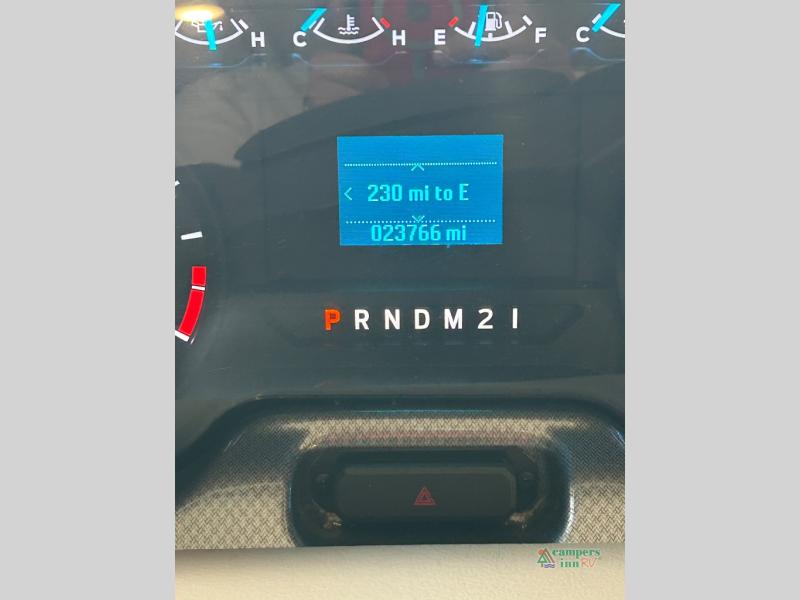 H C H E F C
230 mi to E
023766 mi
P R N D M 2 1
campers
inn RV